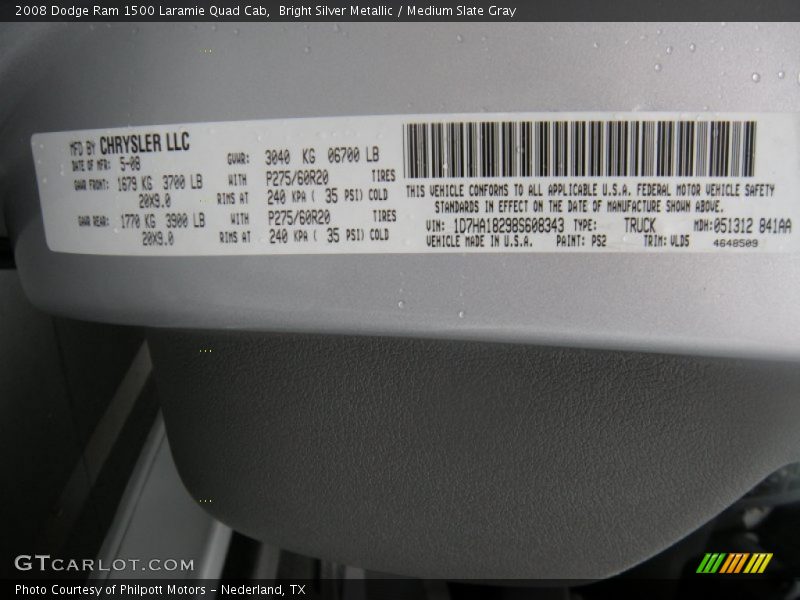 2008 Dodge Ram 1500 Laramie Quad Cab,  Bright Silver Metallic / Medium Slate Gray
MFD BY CHRYSLER LLC
DATE OF MFR: 5-08
GVWR: 3040 KG 06700 LB
GAWR FRONT: 1679 KG 3700 LB WITH P275/60R20 TIRES
20X9.0 RIMS AT 240 KPA ( 35 PSI) COLD
GAWR REAR: 1770 KG 3900 LB WITH P275/60R20 TIRES
20X9.0 RIMS AT 240 KPA ( 35 PSI) COLD
THIS VEHICLE CONFORMS TO ALL APPLICABLE U.S.A. FEDERAL MOTOR VEHICLE SAFETY
STANDARDS IN EFFECT ON THE DATE OF MANUFACTURE SHOWN ABOVE.
VIN: 1D7HA18298S608343 TYPE: TRUCK MDH:051312 841AA
VEHICLE MADE IN U.S.A. PAINT: PS2 TRIM: VLD5 4648509
GTCARLOT.COM
Photo Courtesy of Philpott Motors - Nederland, TX